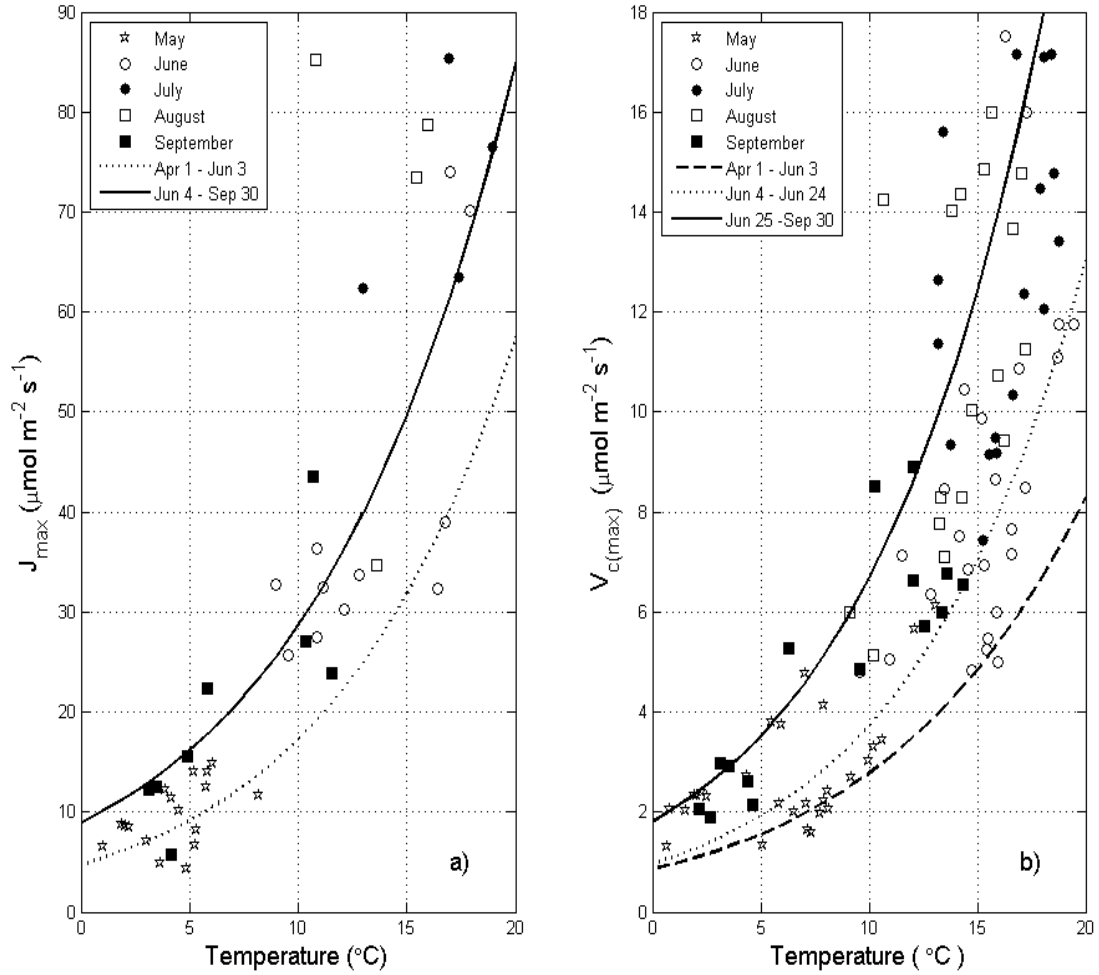 90
80
70
60
50
40
30
20
10
0
0
5
10
15
20
J_max (μmol m⁻² s⁻¹)
Temperature (°C)
May
June
July
August
September
Apr 1 - Jun 3
Jun 4 - Sep 30
a)
18
16
14
12
10
8
6
4
2
0
0
5
10
15
20
V_c(max) (μmol m⁻² s⁻¹)
Temperature ( °C )
May
June
July
August
September
Apr 1 - Jun 3
Jun 4 - Jun 24
Jun 25 -Sep 30
b)